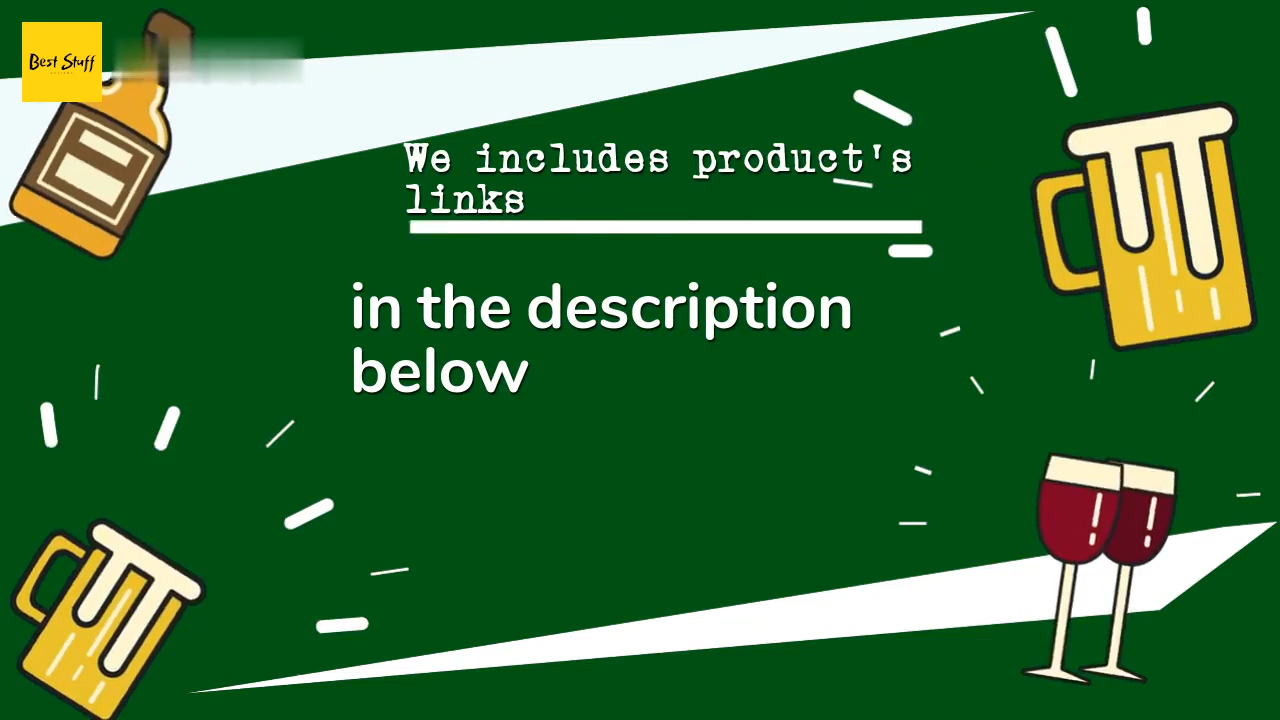 Best Stuff
We includes product's
links
in the description
below